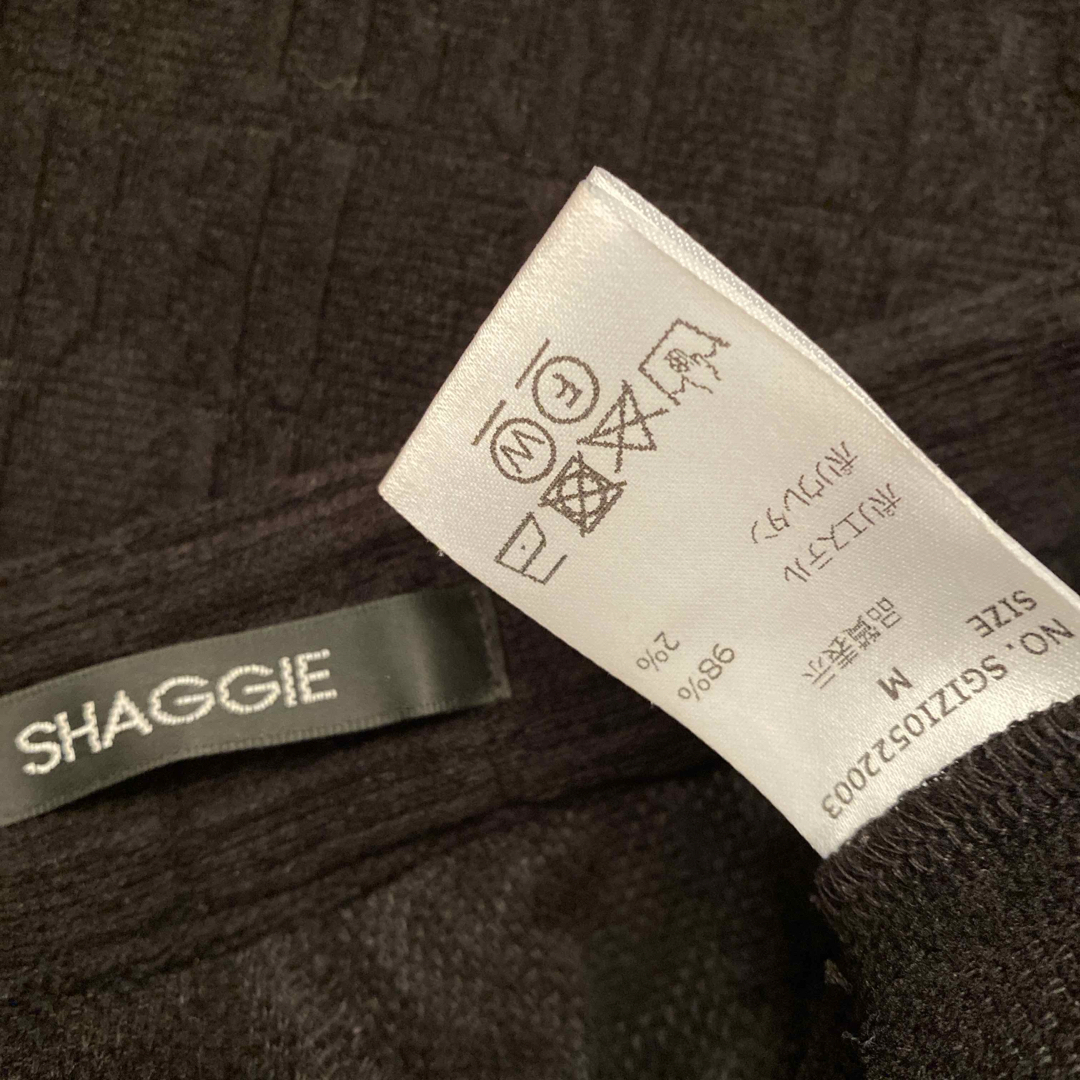 SHAGGIE
NO. SGIZ10522003
SIZE M
品質表示
ポリエステル 98%
ポリウレタン 2%
F
W